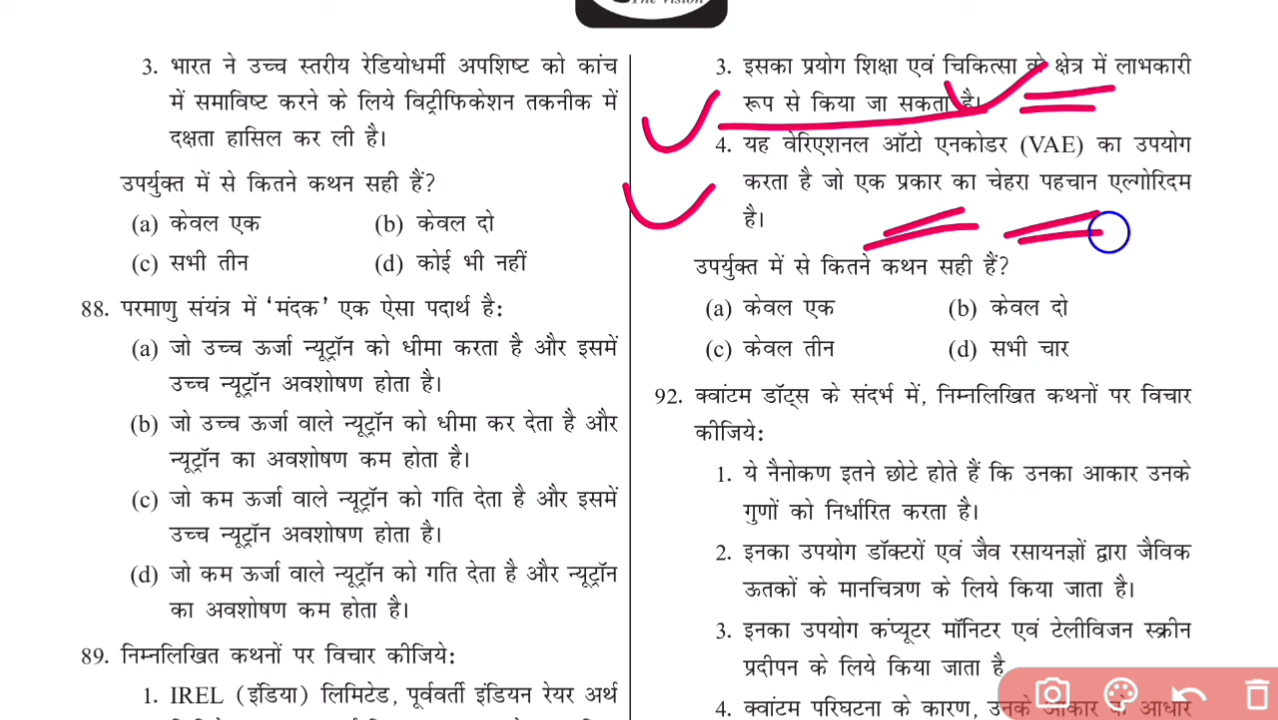 The Vision
3. भारत ने उच्च स्तरीय रेडियोधर्मी अपशिष्ट को कांच
में समाविष्ट करने के लिये विट्रीफिकेशन तकनीक में
दक्षता हासिल कर ली है।
उपर्युक्त में से कितने कथन सही हैं?
(a) केवल एक (b) केवल दो
(c) सभी तीन (d) कोई भी नहीं
88. परमाणु संयंत्र में ‘मंदक’ एक ऐसा पदार्थ है:
(a) जो उच्च ऊर्जा न्यूट्रॉन को धीमा करता है और इसमें
उच्च न्यूट्रॉन अवशोषण होता है।
(b) जो उच्च ऊर्जा वाले न्यूट्रॉन को धीमा कर देता है और
न्यूट्रॉन का अवशोषण कम होता है।
(c) जो कम ऊर्जा वाले न्यूट्रॉन को गति देता है और इसमें
उच्च न्यूट्रॉन अवशोषण होता है।
(d) जो कम ऊर्जा वाले न्यूट्रॉन को गति देता है और न्यूट्रॉन
का अवशोषण कम होता है।
89. निम्नलिखित कथनों पर विचार कीजिये:
1. IREL (इंडिया) लिमिटेड, पूर्ववर्ती इंडियन रेयर अर्थ
3. इसका प्रयोग शिक्षा एवं चिकित्सा के क्षेत्र में लाभकारी
रूप से किया जा सकता है।
4. यह वेरिएशनल ऑटो एनकोडर (VAE) का उपयोग
करता है जो एक प्रकार का चेहरा पहचान एल्गोरिदम
है।
उपर्युक्त में से कितने कथन सही हैं?
(a) केवल एक (b) केवल दो
(c) केवल तीन (d) सभी चार
92. क्वांटम डॉट्स के संदर्भ में, निम्नलिखित कथनों पर विचार
कीजिये:
1. ये नैनोकण इतने छोटे होते हैं कि उनका आकार उनके
गुणों को निर्धारित करता है।
2. इनका उपयोग डॉक्टरों एवं जैव रसायनज्ञों द्वारा जैविक
ऊतकों के मानचित्रण के लिये किया जाता है।
3. इनका उपयोग कंप्यूटर मॉनिटर एवं टेलीविजन स्क्रीन
प्रदीपन के लिये किया जाता है
4. क्वांटम परिघटना के कारण, उनके आकार के आधार